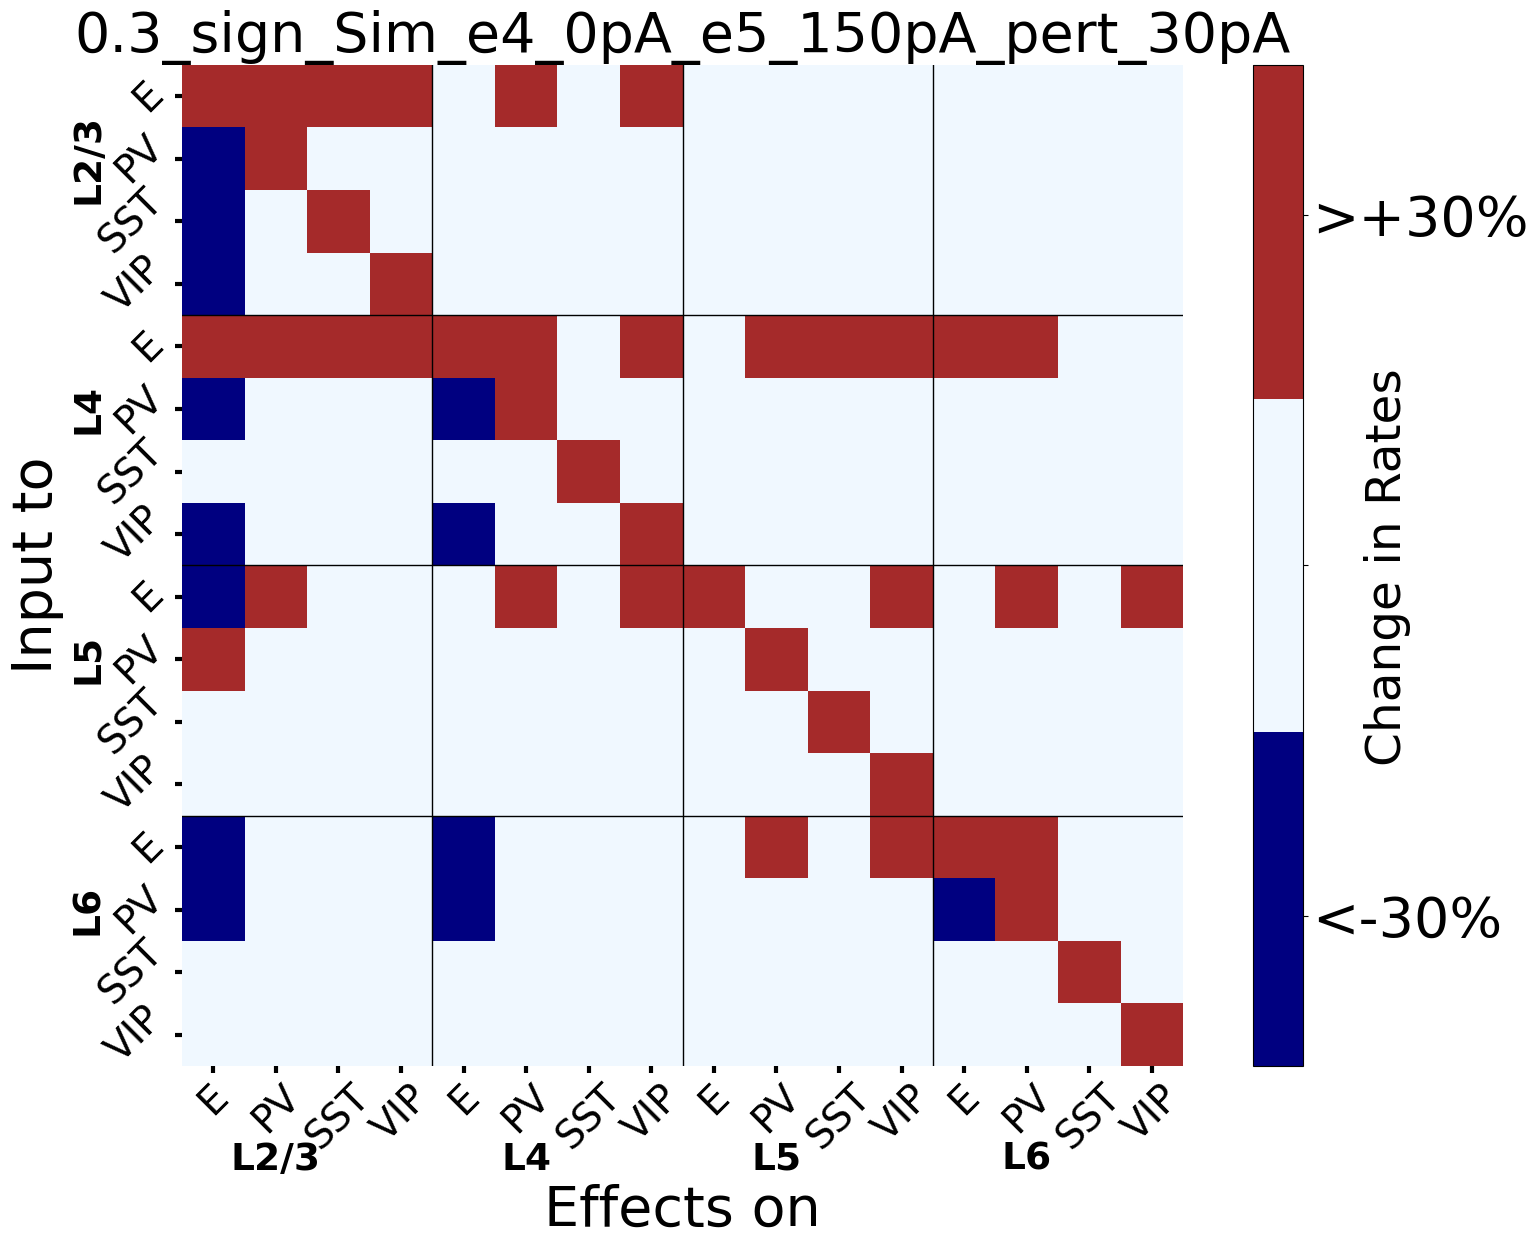 0.3_sign_Sim_e4_0pA_e5_150pA_pert_30pA
Input to
L2/3
E
PV
SST
VIP
L4
E
PV
SST
VIP
L5
E
PV
SST
VIP
L6
E
PV
SST
VIP
E PV SST VIP E PV SST VIP E PV SST VIP E PV SST VIP
L2/3 L4 L5 L6
Effects on
>+30%
<-30%
Change in Rates